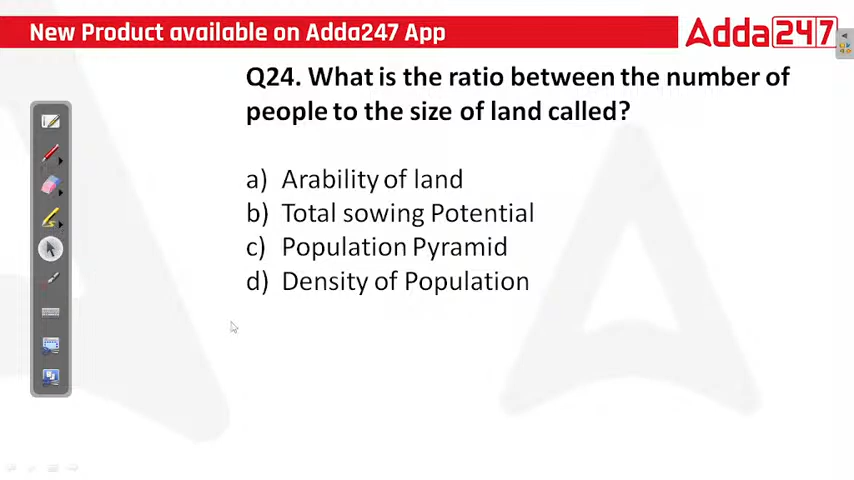 New Product available on Adda247 App
Adda247
Q24. What is the ratio between the number of
people to the size of land called?
a) Arability of land
b) Total sowing Potential
c) Population Pyramid
d) Density of Population